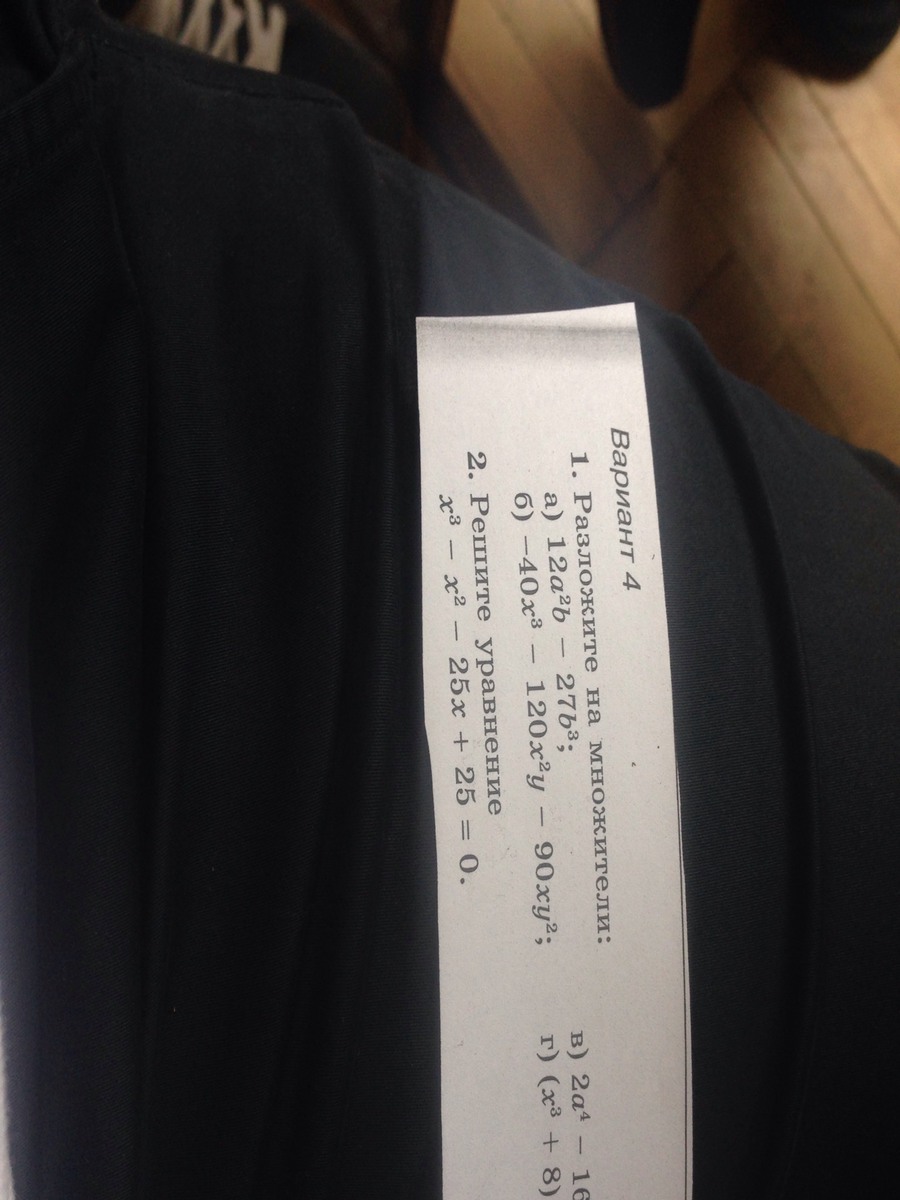 Вариант 4
1. Разложите на множители:
а) 12a²b − 27b³;
б) −40x³ − 120x²y − 90xy²;
в) 2a⁴ − 16
г) (x³ + 8)
2. Решите уравнение
x³ − x² − 25x + 25 = 0.